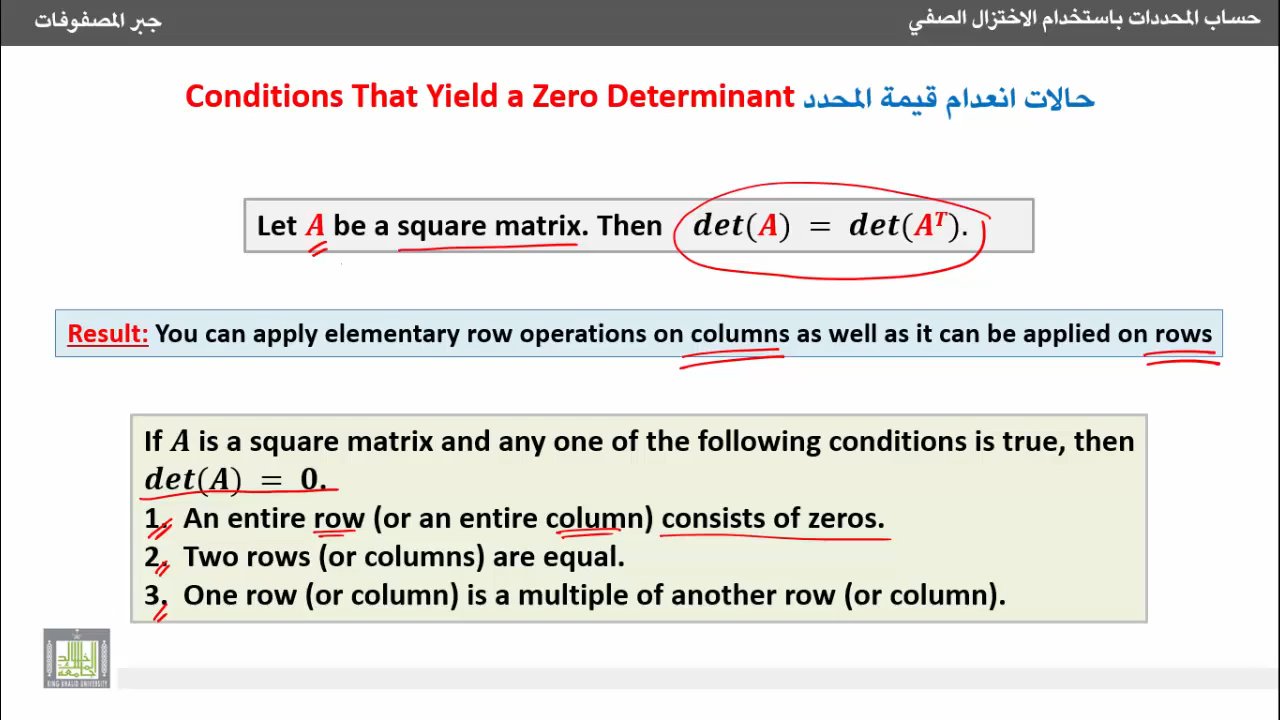 حساب المحددات باستخدام الاختزال الصفي
جبر المصفوفات
Conditions That Yield a Zero Determinant حالات انعدام قيمة المحدد
Let A be a square matrix. Then det(A) = det(Aᵀ).
Result: You can apply elementary row operations on columns as well as it can be applied on rows
If A is a square matrix and any one of the following conditions is true, then
det(A) = 0.
1. An entire row (or an entire column) consists of zeros.
2. Two rows (or columns) are equal.
3. One row (or column) is a multiple of another row (or column).
KING KHALID UNIVERSITY